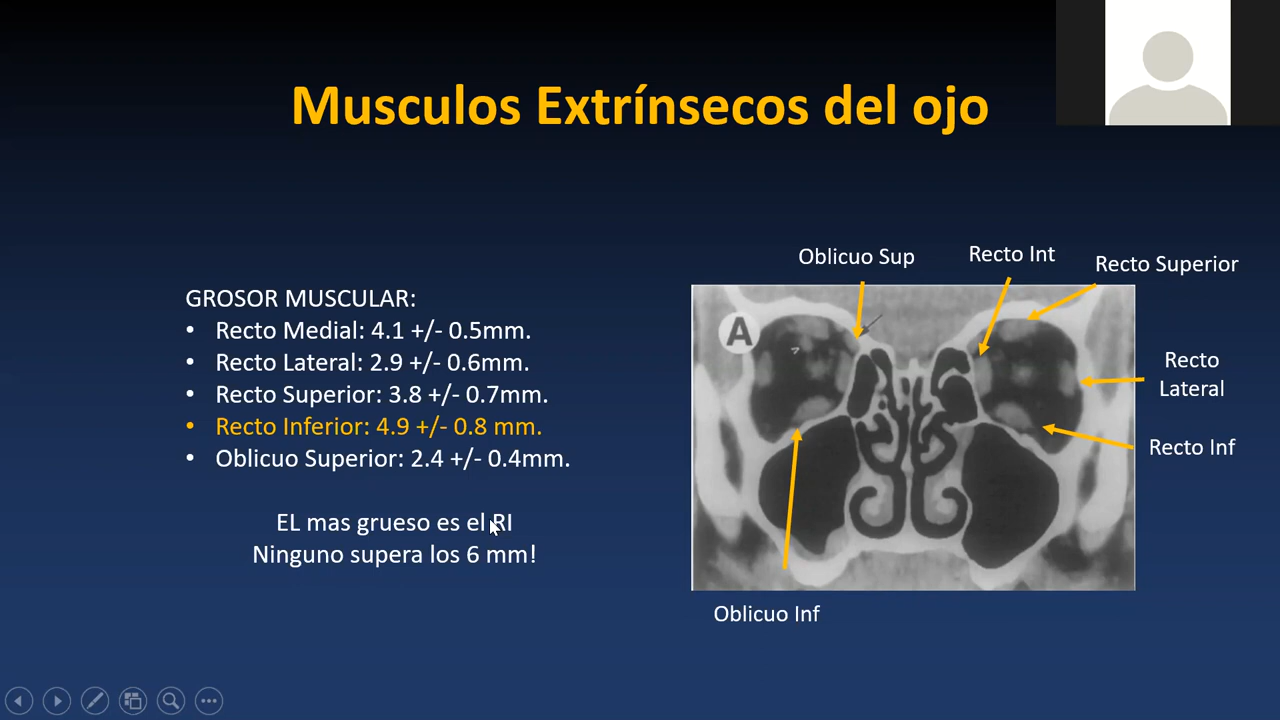 Musculos Extrínsecos del ojo
GROSOR MUSCULAR:
• Recto Medial: 4.1 +/- 0.5mm.
• Recto Lateral: 2.9 +/- 0.6mm.
• Recto Superior: 3.8 +/- 0.7mm.
• Recto Inferior: 4.9 +/- 0.8 mm.
• Oblicuo Superior: 2.4 +/- 0.4mm.
EL mas grueso es el RI
Ninguno supera los 6 mm!
Oblicuo Sup
Recto Int
Recto Superior
A
Recto
Lateral
Recto Inf
Oblicuo Inf